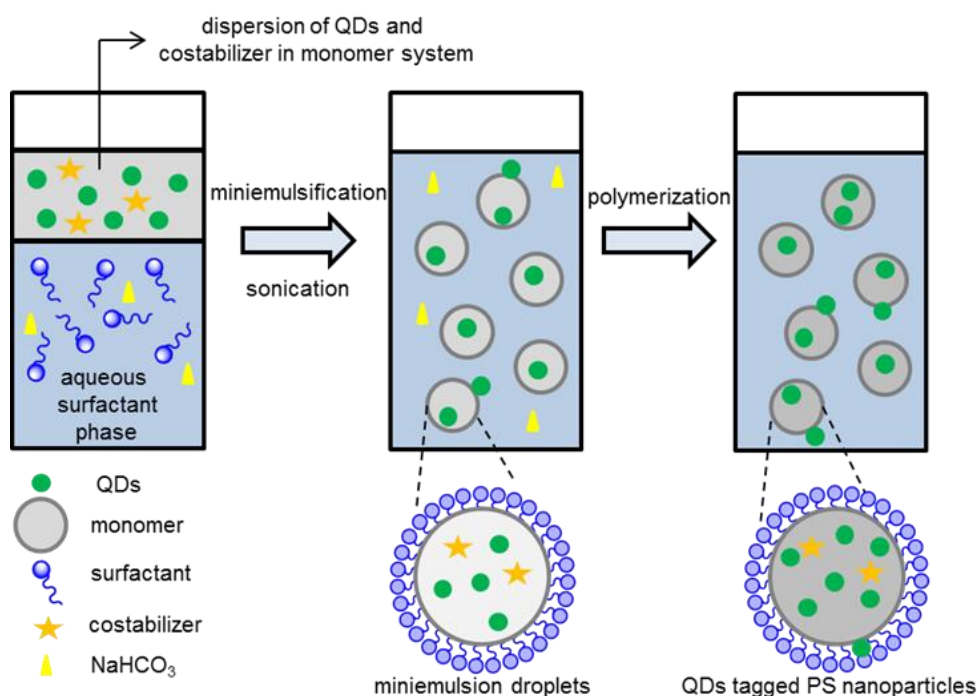 dispersion of QDs and
costabilizer in monomer system
miniemulsification
sonication
polymerization
aqueous
surfactant
phase
QDs
monomer
surfactant
costabilizer
NaHCO₃
miniemulsion droplets
QDs tagged PS nanoparticles